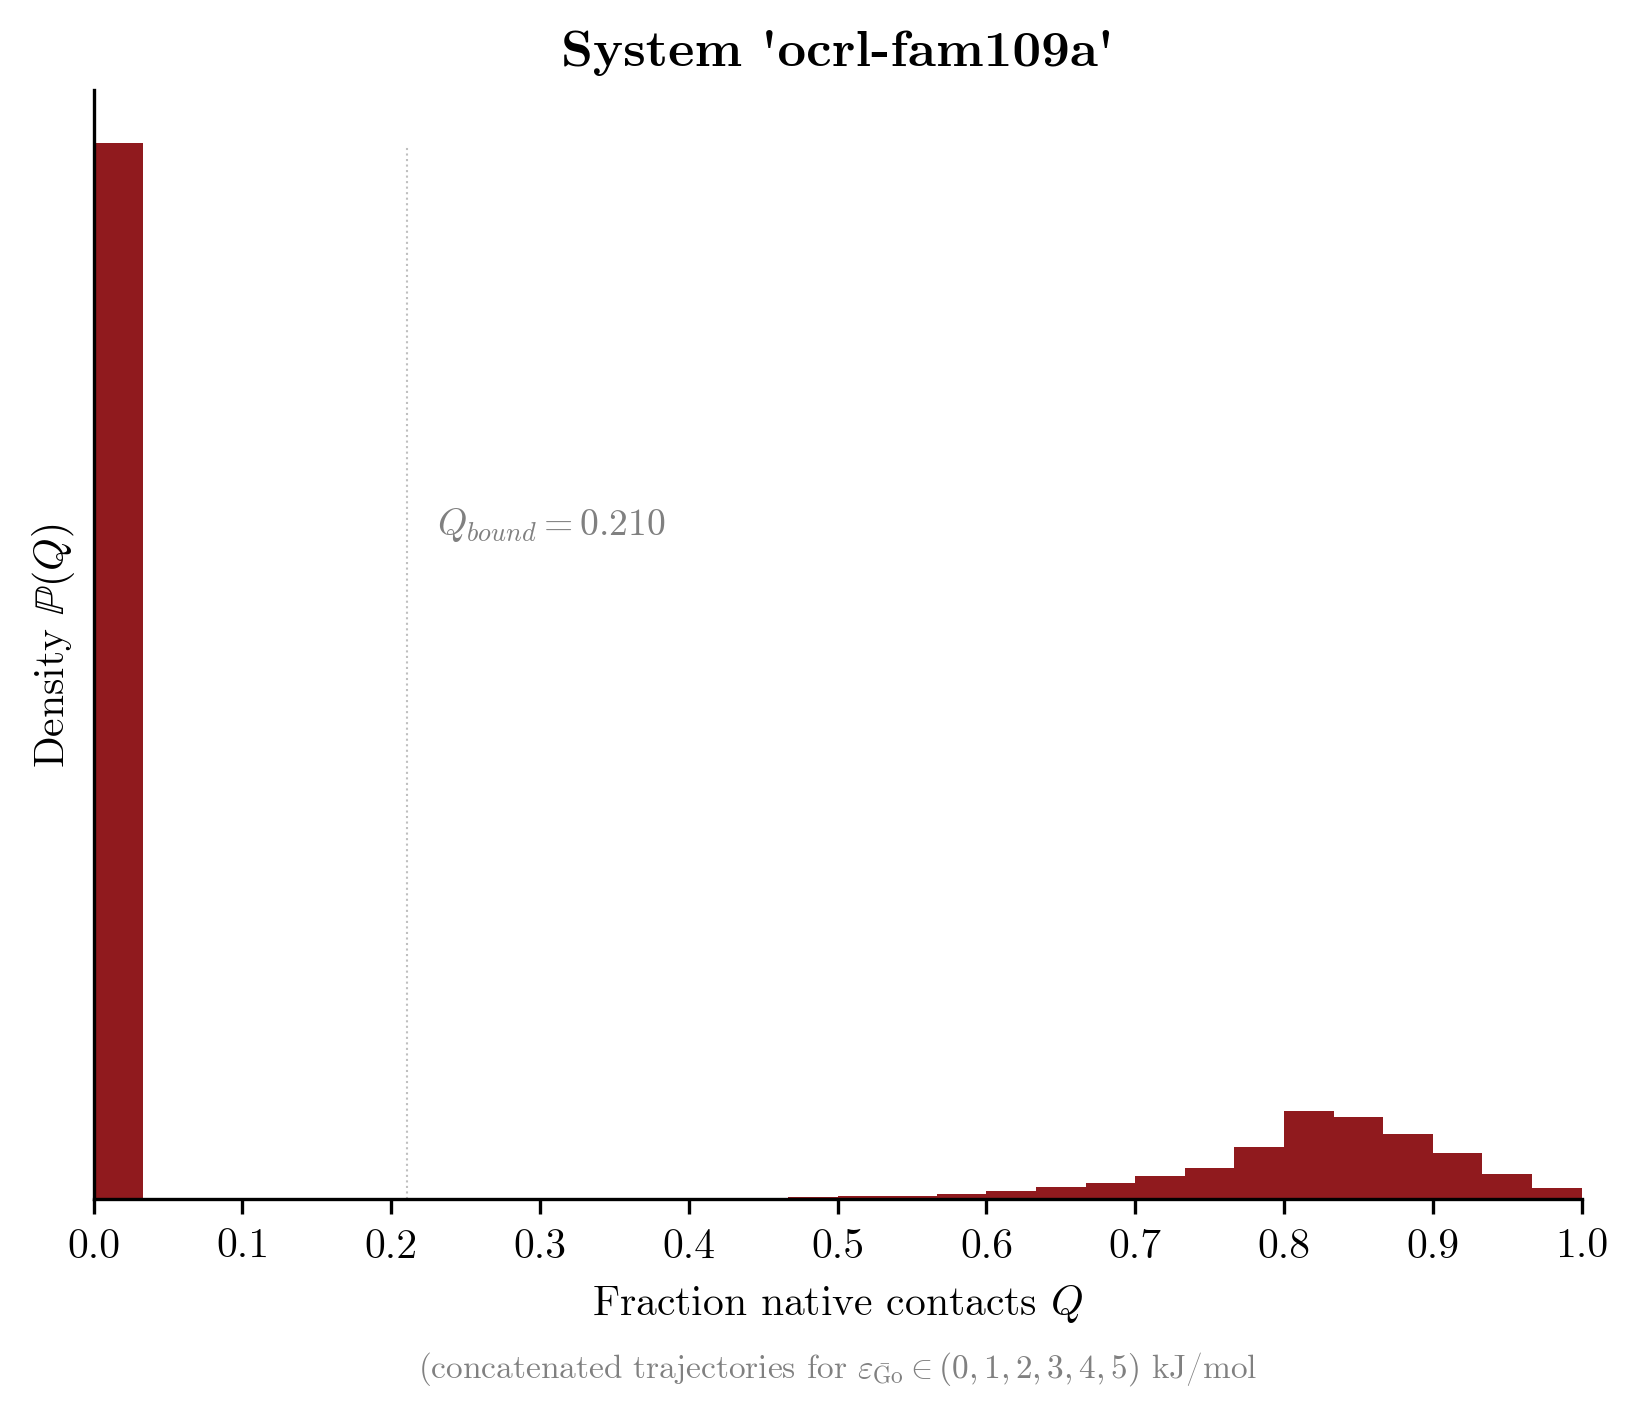 System 'ocrl-fam109a'
Density ℙ(Q)
Q_bound = 0.210
0.0 0.1 0.2 0.3 0.4 0.5 0.6 0.7 0.8 0.9 1.0
Fraction native contacts Q
(concatenated trajectories for ε_Ḡo ∈ (0, 1, 2, 3, 4, 5) kJ/mol